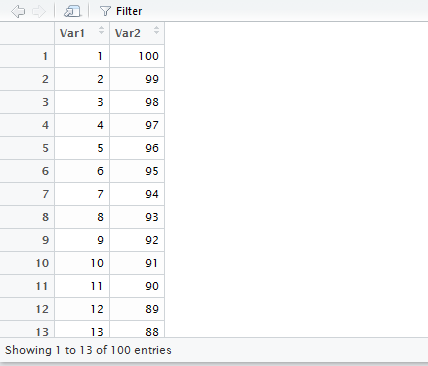 Filter
Var1 Var2
1 1 100
2 2 99
3 3 98
4 4 97
5 5 96
6 6 95
7 7 94
8 8 93
9 9 92
10 10 91
11 11 90
12 12 89
13 13 88
Showing 1 to 13 of 100 entries